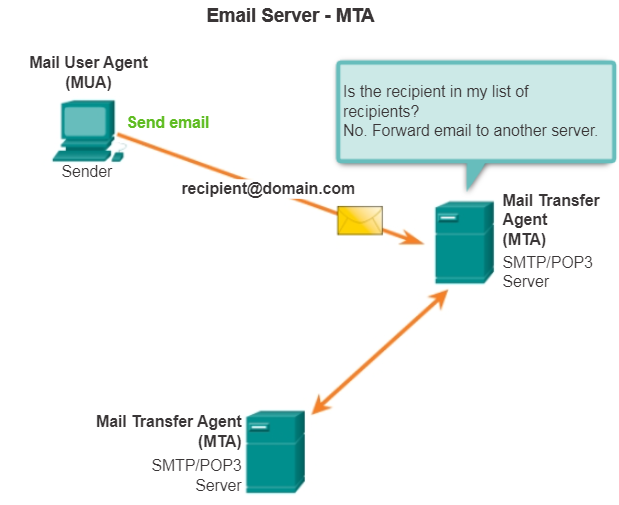 Email Server - MTA
Mail User Agent
(MUA)
Send email
Sender
Is the recipient in my list of
recipients?
No. Forward email to another server.
recipient@domain.com
Mail Transfer
Agent
(MTA)
SMTP/POP3
Server
Mail Transfer Agent
(MTA)
SMTP/POP3
Server